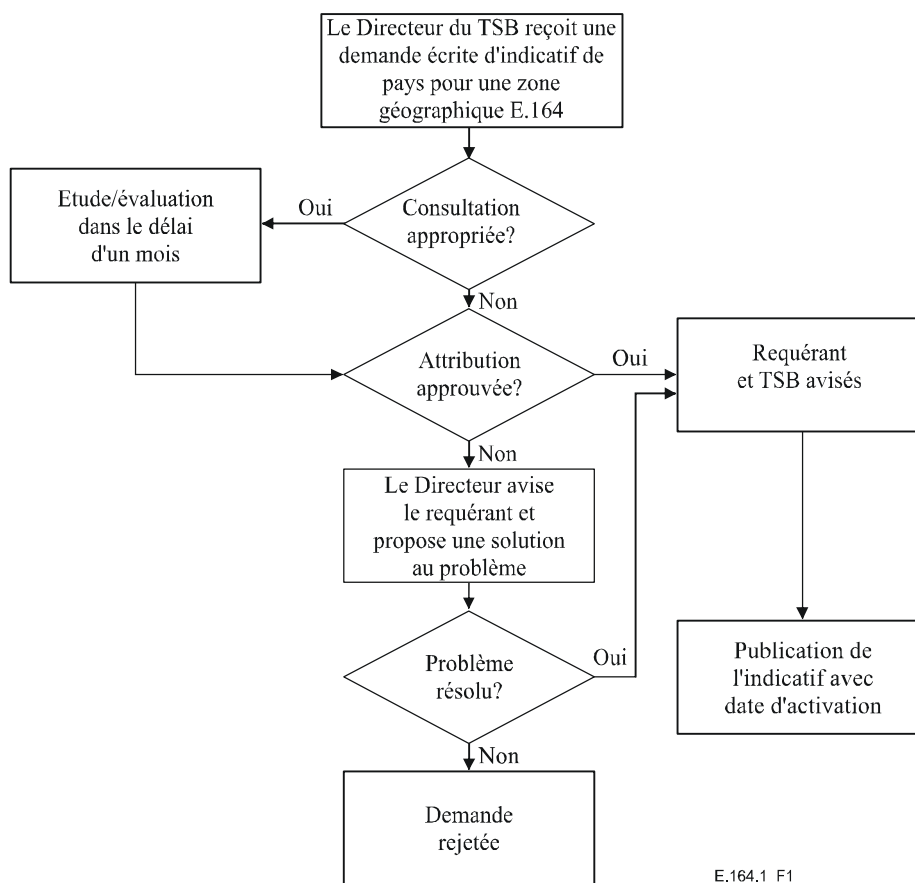 Le Directeur du TSB reçoit une
demande écrite d'indicatif de
pays pour une zone
géographique E.164
Etude/évaluation
dans le délai
d'un mois
Oui
Consultation
appropriée?
Non
Attribution
approuvée?
Oui
Requérant
et TSB avisés
Non
Le Directeur avise
le requérant et
propose une solution
au problème
Problème
résolu?
Oui
Publication de
l'indicatif avec
date d'activation
Non
Demande
rejetée
E.164.1_F1